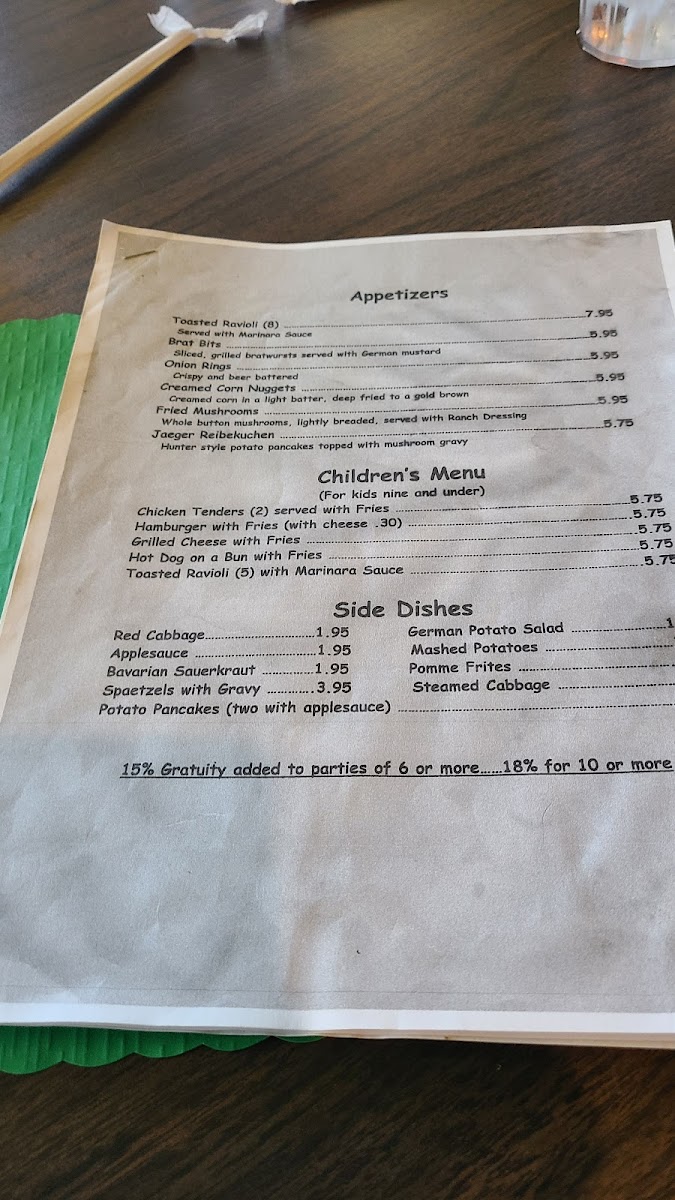 Appetizers
Toasted Ravioli (8) ........ 7.95
Served with Marinara Sauce
Brat Bits ........ 5.95
Sliced, grilled bratwursts served with German mustard
Onion Rings ........ 5.95
Crispy and beer battered
Creamed Corn Nuggets ........ 5.95
Creamed corn in a light batter, deep fried to a gold brown
Fried Mushrooms ........ 5.95
Whole button mushrooms, lightly breaded, served with Ranch Dressing
Jaeger Reibekuchen ........ 5.75
Hunter style potato pancakes topped with mushroom gravy
Children's Menu
(For kids nine and under)
Chicken Tenders (2) served with Fries ........ 5.75
Hamburger with Fries (with cheese .30) ........ 5.75
Grilled Cheese with Fries ........ 5.75
Hot Dog on a Bun with Fries ........ 5.75
Toasted Ravioli (5) with Marinara Sauce ........ 5.75
Side Dishes
Red Cabbage........ 1.95 German Potato Salad ........ 1
Applesauce ........ 1.95 Mashed Potatoes ........
Bavarian Sauerkraut ........ 1.95 Pomme Frites ........
Spaetzels with Gravy ........ 3.95 Steamed Cabbage ........
Potato Pancakes (two with applesauce) ........
15% Gratuity added to parties of 6 or more......18% for 10 or more